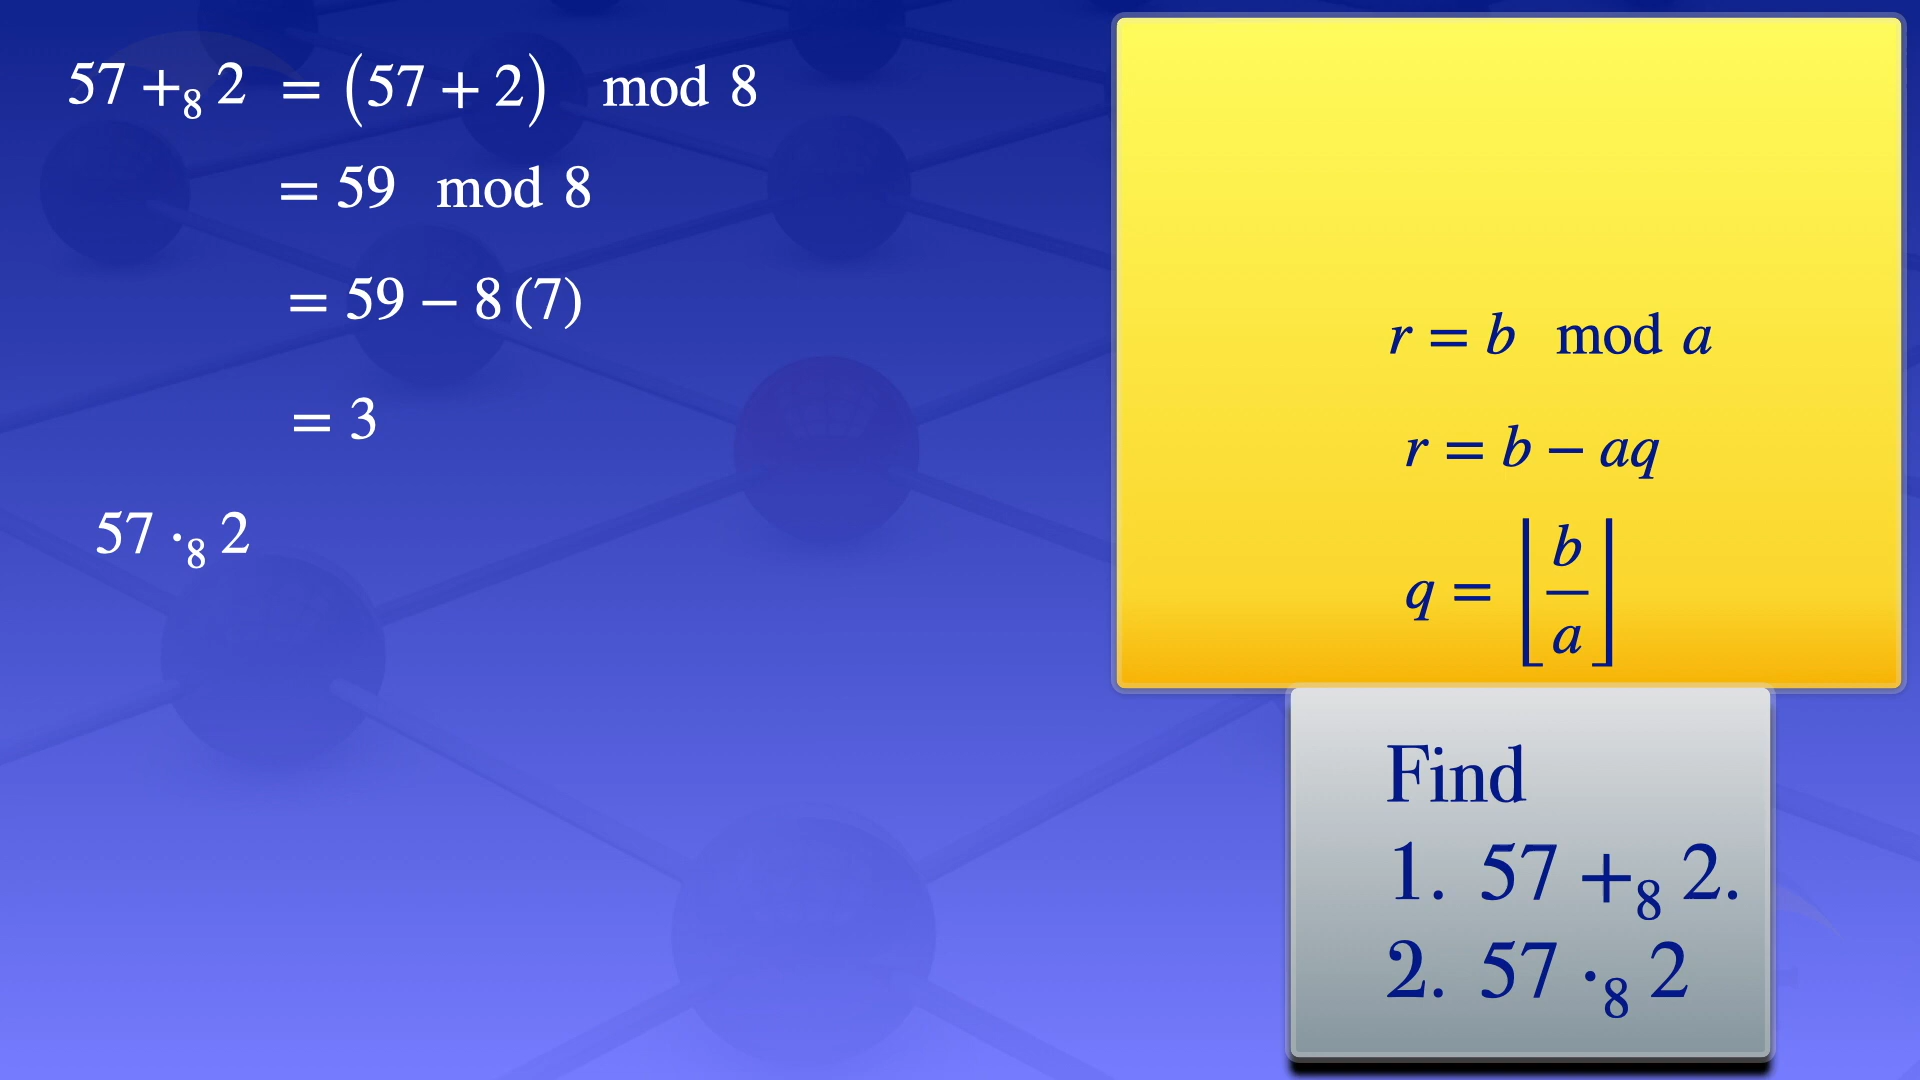 57 +₈ 2 = (57 + 2) mod 8
= 59 mod 8
= 59 − 8 (7)
= 3
57 ·₈ 2
r = b mod a
r = b − aq
q = ⌊b/a⌋
Find
1. 57 +₈ 2.
2. 57 ·₈ 2